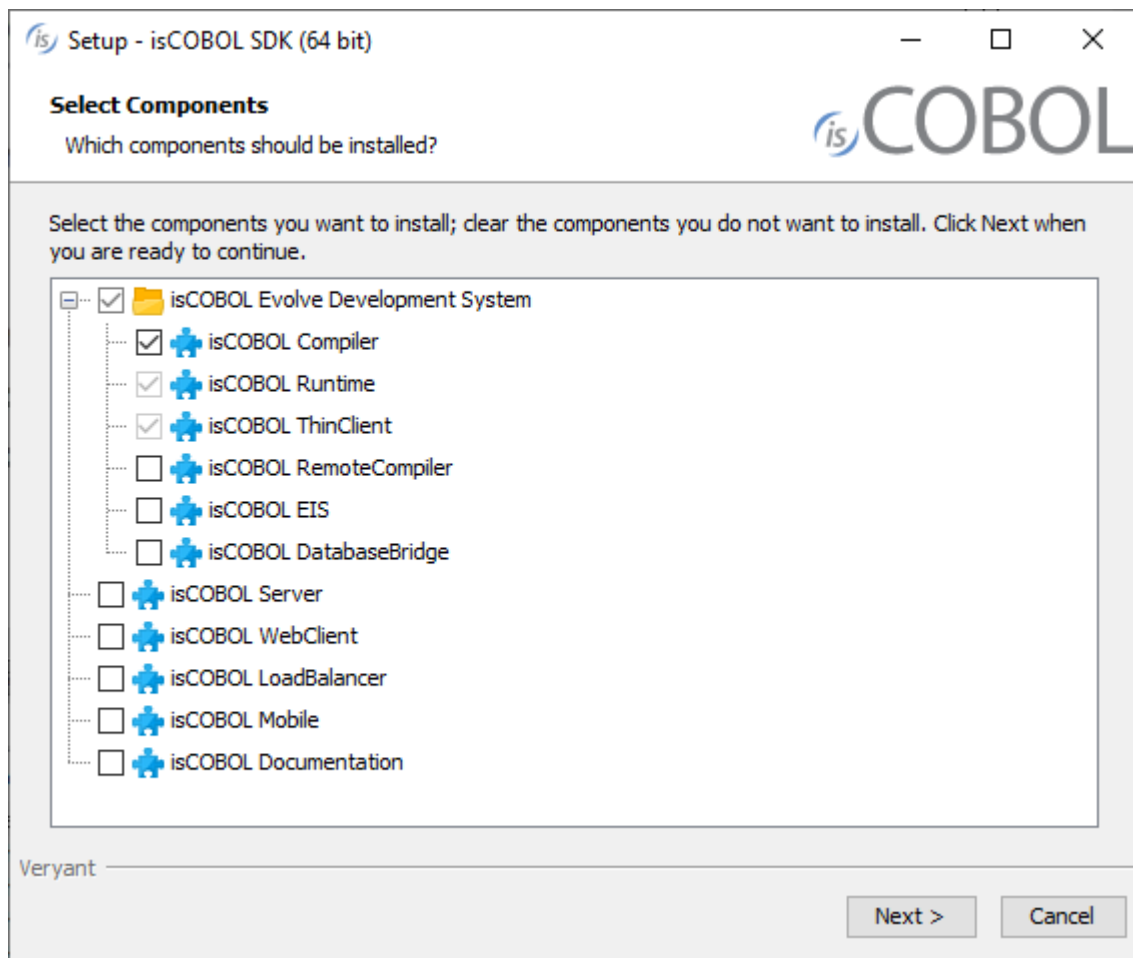 is Setup - isCOBOL SDK (64 bit)
Select Components
Which components should be installed?
isCOBOL
Select the components you want to install; clear the components you do not want to install. Click Next when
you are ready to continue.
isCOBOL Evolve Development System
isCOBOL Compiler
isCOBOL Runtime
isCOBOL ThinClient
isCOBOL RemoteCompiler
isCOBOL EIS
isCOBOL DatabaseBridge
isCOBOL Server
isCOBOL WebClient
isCOBOL LoadBalancer
isCOBOL Mobile
isCOBOL Documentation
Veryant
Next >
Cancel